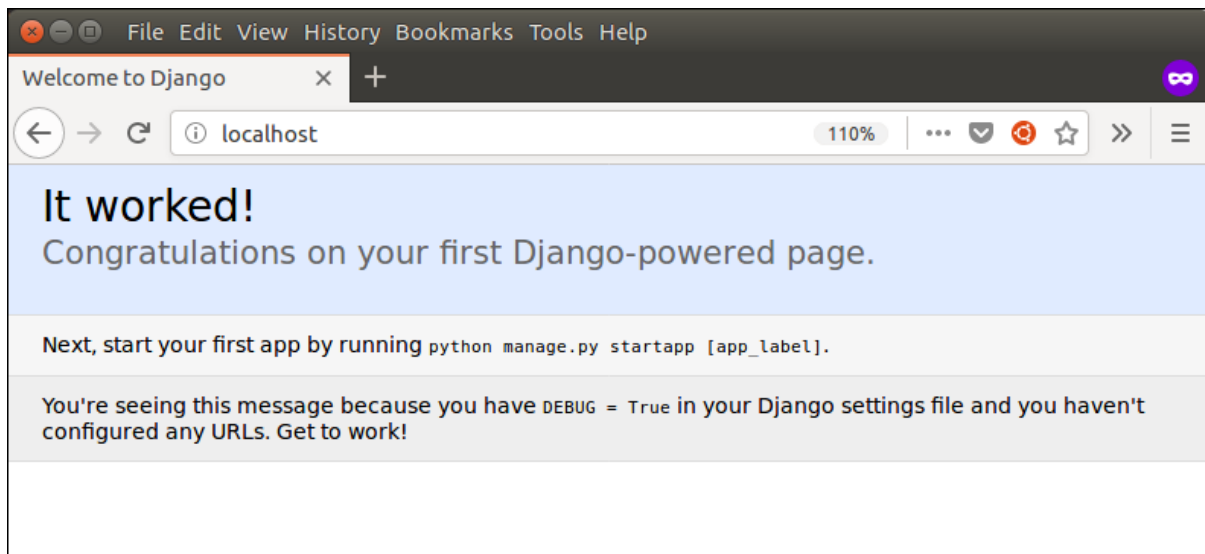 File Edit View History Bookmarks Tools Help
Welcome to Django
localhost
110%
It worked!
Congratulations on your first Django-powered page.
Next, start your first app by running python manage.py startapp [app_label].
You're seeing this message because you have DEBUG = True in your Django settings file and you haven't
configured any URLs. Get to work!